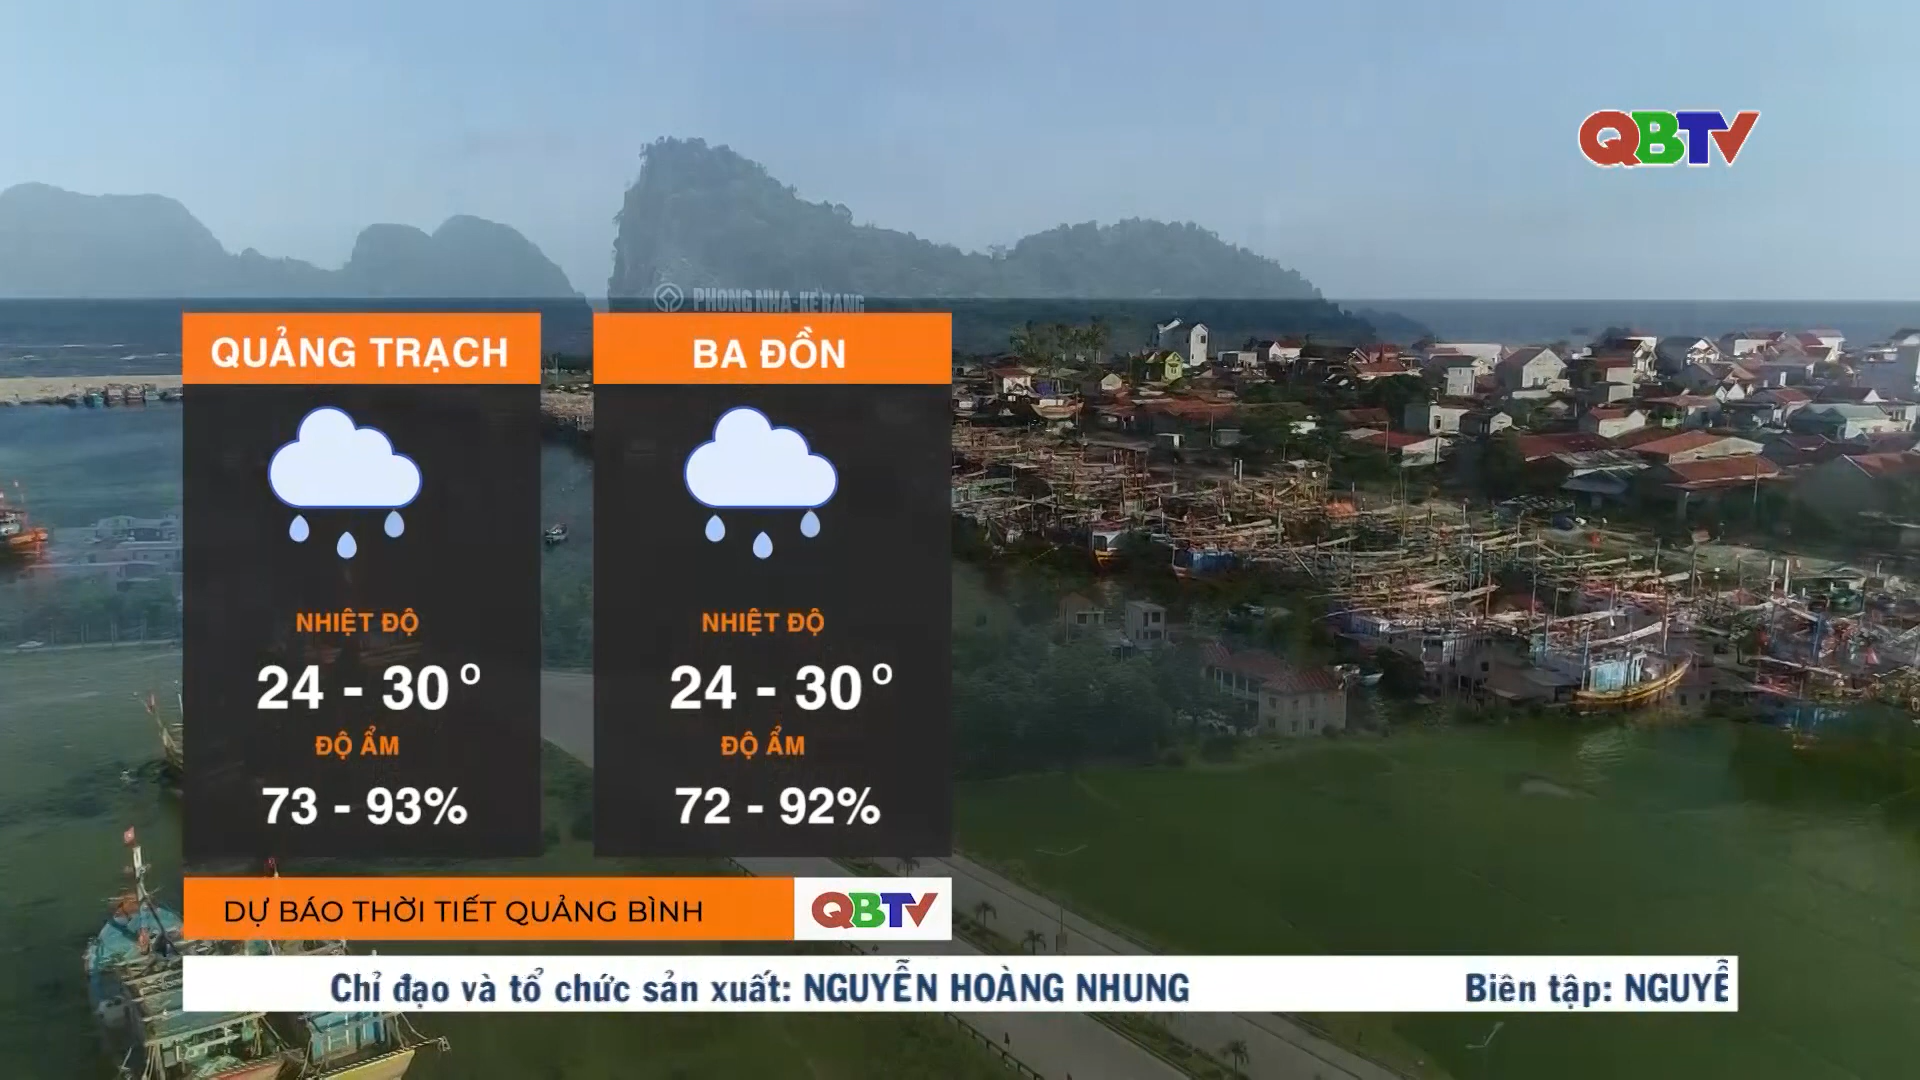 QBTV
PHONG NHA - KẺ BÀNG
QUẢNG TRẠCH
NHIỆT ĐỘ
24 - 30°
ĐỘ ẨM
73 - 93%
BA ĐỒN
NHIỆT ĐỘ
24 - 30°
ĐỘ ẨM
72 - 92%
DỰ BÁO THỜI TIẾT QUẢNG BÌNH
QBTV
Chỉ đạo và tổ chức sản xuất: NGUYỄN HOÀNG NHUNG
Biên tập: NGUYỄ